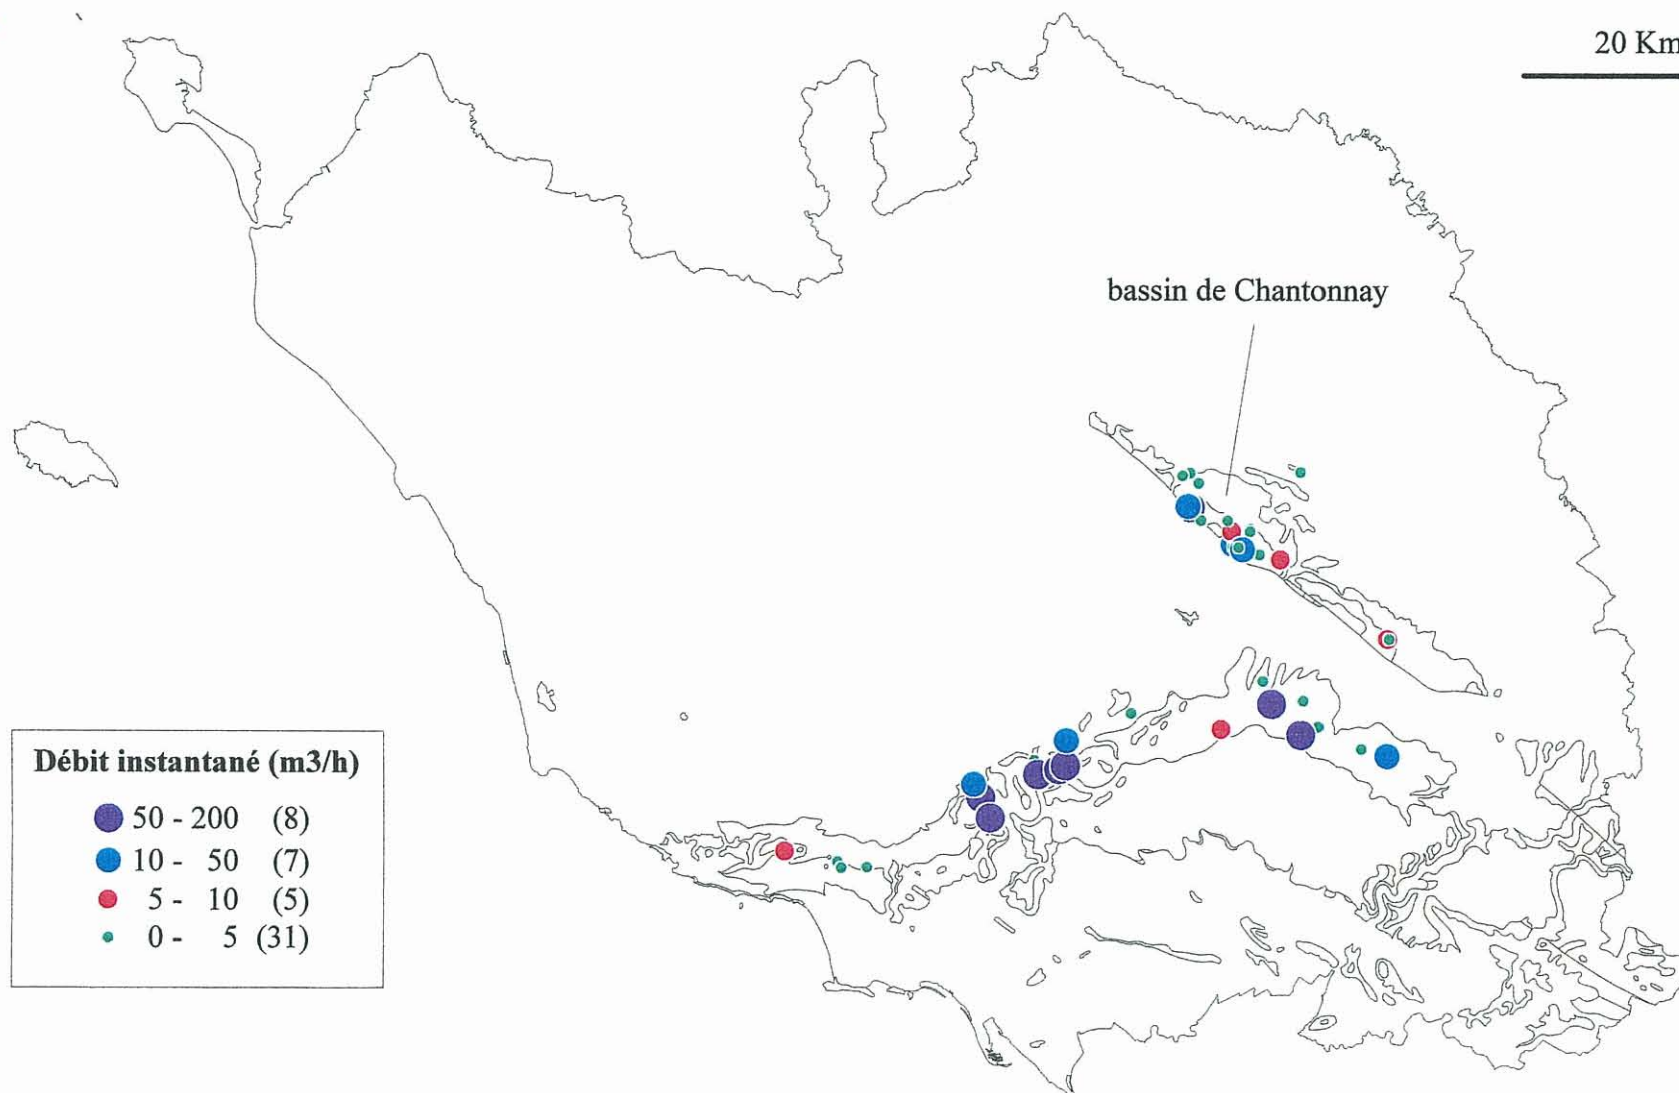 20 Km
bassin de Chantonnay
Débit instantané (m3/h)
50 - 200 (8)
10 - 50 (7)
5 - 10 (5)
0 - 5 (31)